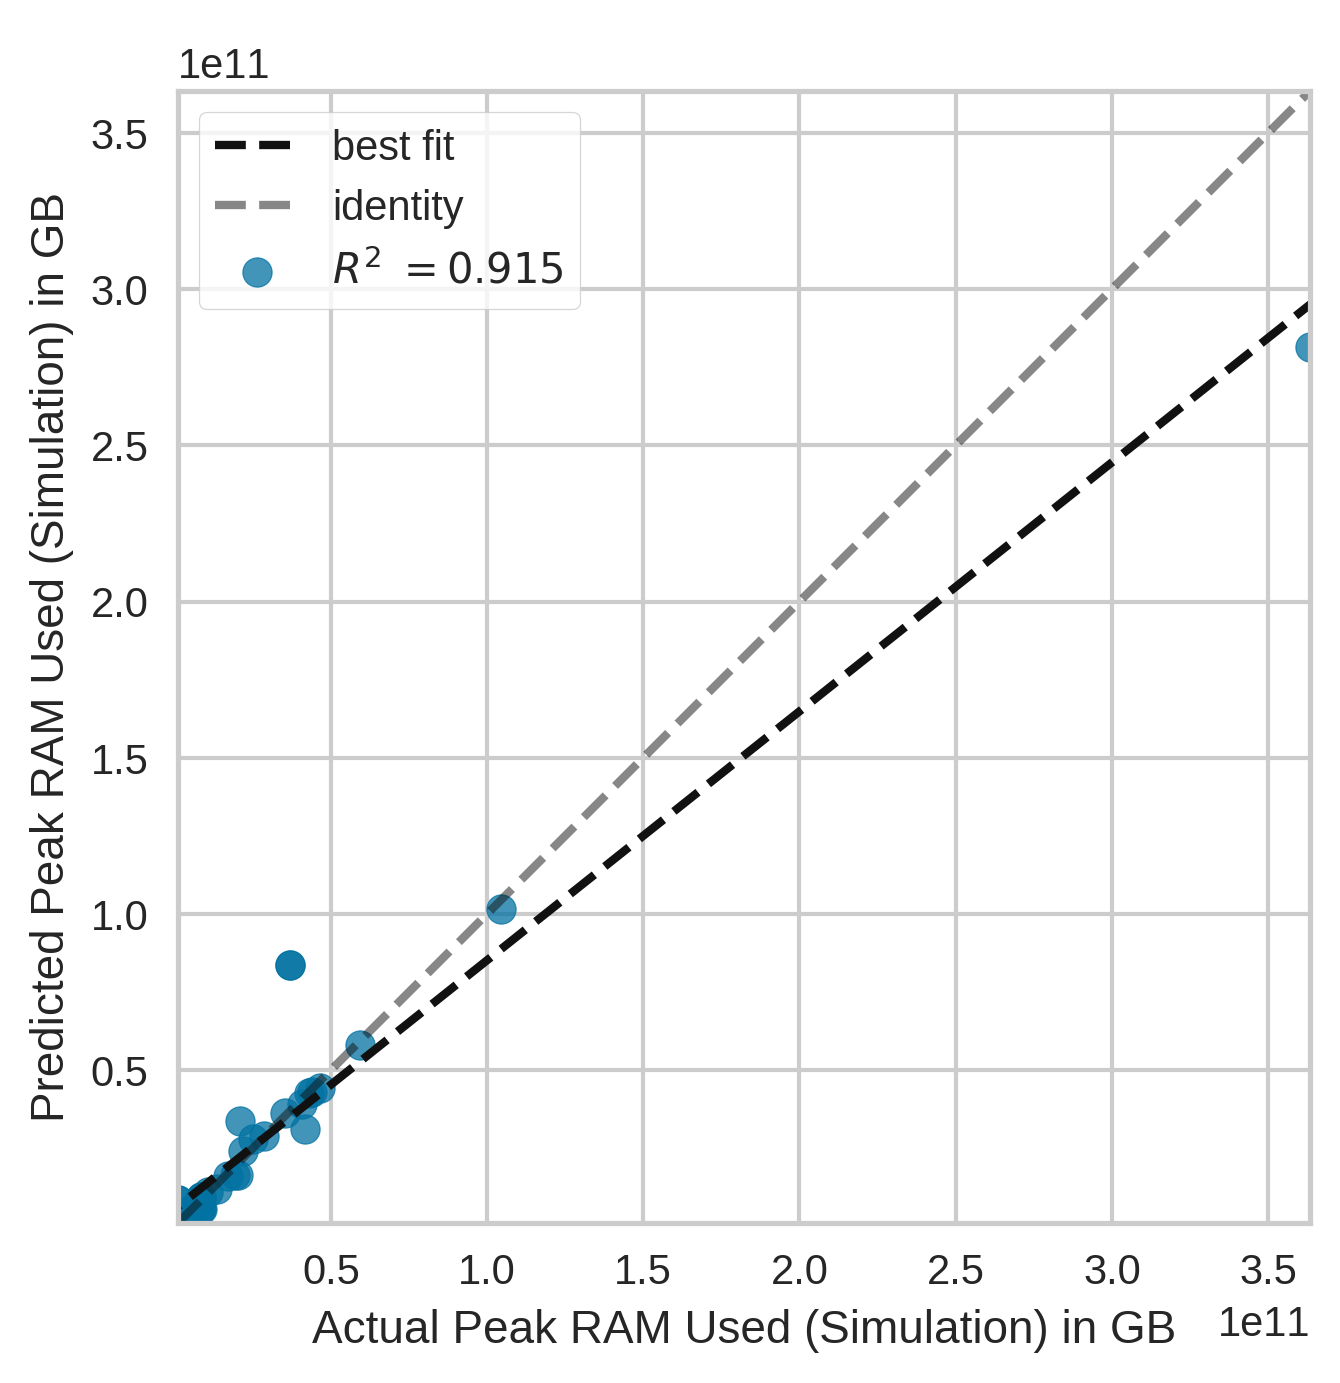 1e11
best fit
identity
R² = 0.915
3.5
3.0
2.5
2.0
1.5
1.0
0.5
Predicted Peak RAM Used (Simulation) in GB
0.5 1.0 1.5 2.0 2.5 3.0 3.5
1e11
Actual Peak RAM Used (Simulation) in GB